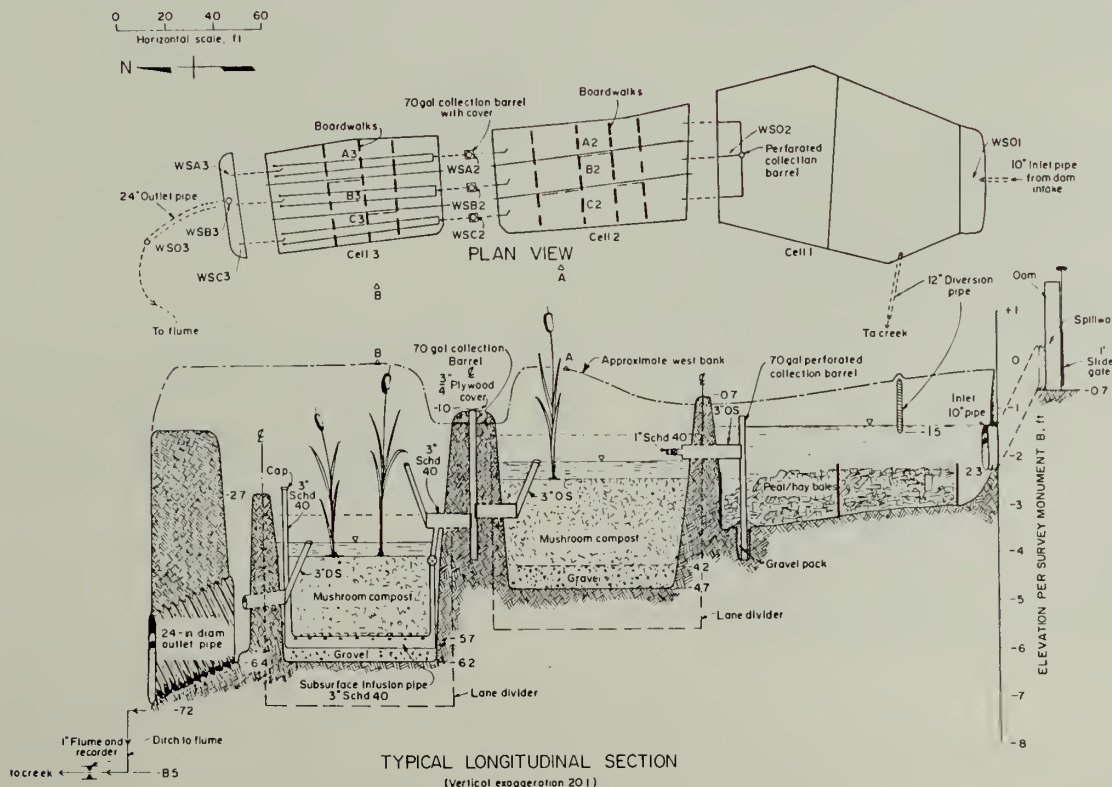 0 20 40 60
Horizontal scale, ft
N
70 gal collection barrel
with cover
Boardwalks
Boardwalks
WSO2
Perforated
collection
barrel
WSO1
10" Inlet pipe
from dam
intake
WSA3
A3
WSA2
A2
24" Outlet pipe
B3
B2
WSB2
WSB3
C3
C2
WSO3
WSC2
WSC3
Cell 3
Cell 2
Cell 1
PLAN VIEW
A
B
12" Diversion
pipe
To flume
Ta creek
Dam
Spillwa
1'
Slide
gate
-0.7
70 gal collection
Barrel
3/4"
Plywood
cover
-1.0
B
A
Approximate west bank
70 gal perforated
collection barrel
-0.7
3" OS
Inlet
10" pipe
-1.5
1" Schd 40
3"
Schd
40
Cap
3"
Schd
40
-2.7
3" OS
-2.3
Peat/hay bales
Mushroom compost
Gravel
-4.2
-4.7
Gravel pack
3" DS
Mushroom compost
Gravel
-5.7
-6.2
Lane divider
24-in diam
outlet pipe
-6.4
Subsurface infusion pipe
3" Schd 40
Lane divider
-7.2
1" Flume and
recorder
Ditch to flume
to creek
-8.5
+1
0
-1
-2
-3
-4
-5
-6
-7
-8
ELEVATION PER SURVEY MONUMENT B, ft
TYPICAL LONGITUDINAL SECTION
(Vertical exaggeration 20:1)